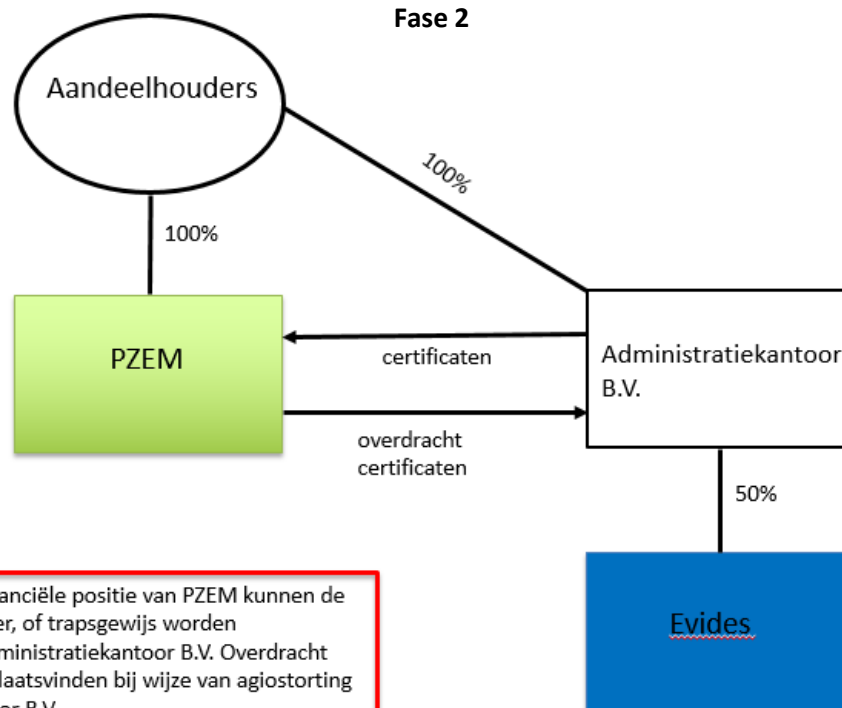 Fase 2
Aandeelhouders
100%
100%
PZEM
certificaten
Administratiekantoor
B.V.
overdracht
certificaten
50%
anciële positie van PZEM kunnen de
er, of trapsgewijs worden
ministratiekantoor B.V. Overdracht
laatsvinden bij wijze van agiostorting
or B.V.
Evides